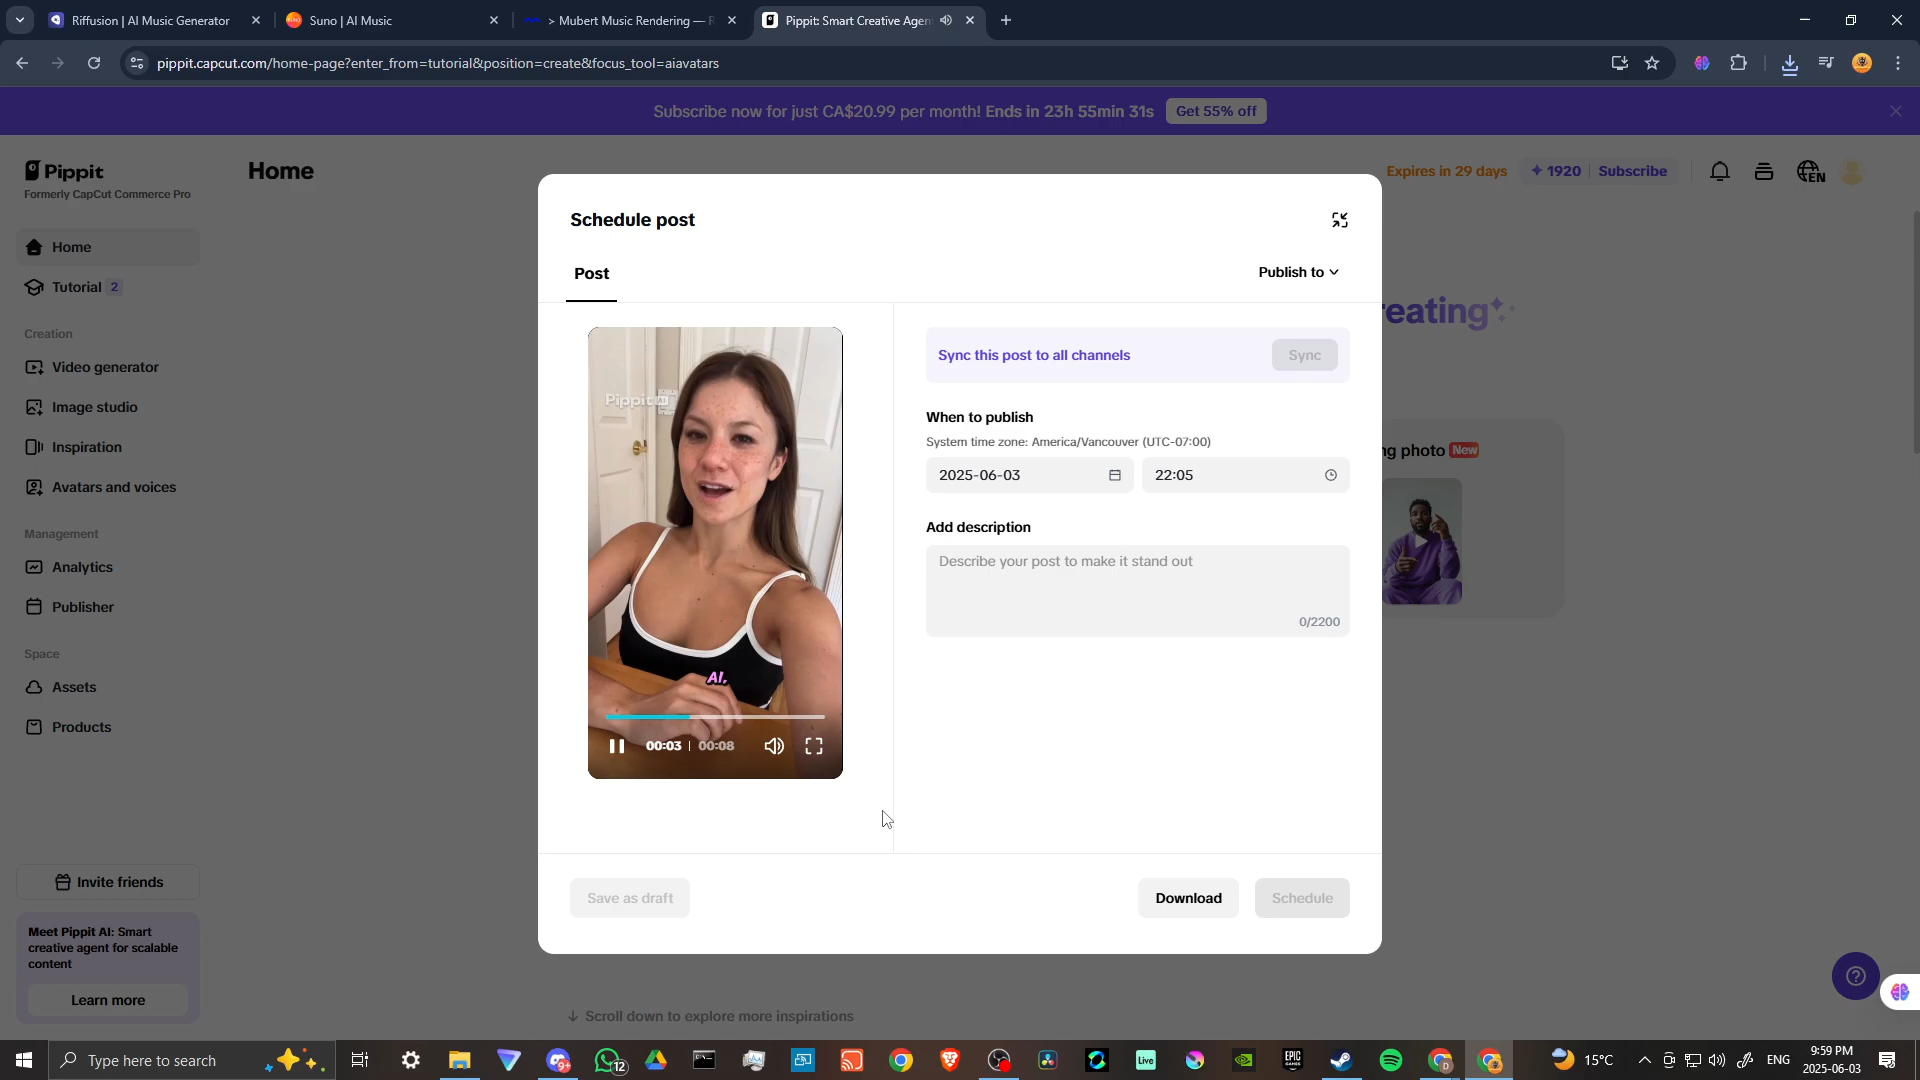 Riffusion | AI Music Generator
Suno | AI Music
> Mubert Music Rendering —
Pippit: Smart Creative Agen
pippit.capcut.com/home-page?enter_from=tutorial&position=create&focus_tool=aiavatars
Subscribe now for just CA$20.99 per month! Ends in 23h 55min 31s
Get 55% off
Pippit
Formerly CapCut Commerce Pro
Home
Expires in 29 days
1920
Subscribe
EN
Home
Tutorial 2
Creation
Video generator
Image studio
Inspiration
Avatars and voices
Management
Analytics
Publisher
Space
Assets
Products
Invite friends
Meet Pippit AI: Smart
creative agent for scalable
content
Learn more
Schedule post
Post
Publish to
Pippit AI
AI,
00:03 | 00:08
Sync this post to all channels
Sync
When to publish
System time zone: America/Vancouver (UTC-07:00)
2025-06-03
22:05
Add description
Describe your post to make it stand out
0/2200
Save as draft
Download
Schedule
reating
ng photo New
Scroll down to explore more inspirations
Type here to search
9+
12
Live
EPIC
GAMES
D
15°C
ENG
9:59 PM
2025-06-03